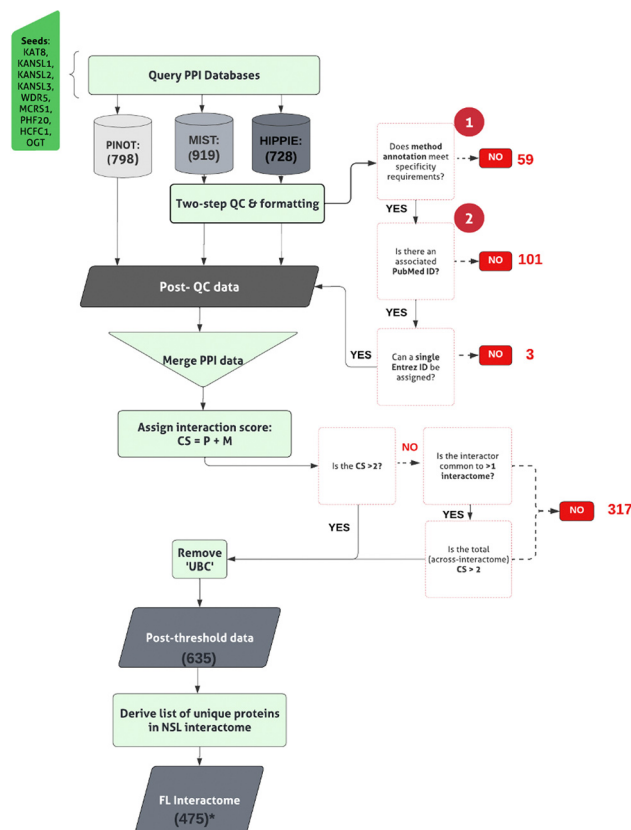 Seeds:
KAT8,
KANSL1,
KANSL2,
KANSL3,
WDR5,
MCRS1,
PHF20,
HCFC1,
OGT
Query PPI Databases
PINOT:
(798)
MIST:
(919)
HIPPIE:
(728)
Two-step QC & formatting
1
Does method
annotation meet
specificity
requirements?
NO
59
YES
2
Is there an
associated
PubMed ID?
NO
101
YES
Can a single
Entrez ID be
assigned?
NO
3
YES
Post- QC data
Merge PPI data
Assign interaction score:
CS = P + M
Is the CS >2?
NO
Is the interactor
common to >1
interactome?
YES
Is the total
(across-interactome)
CS > 2
NO
317
YES
Remove
'UBC'
Post-threshold data
(635)
Derive list of unique proteins
in NSL interactome
FL Interactome
(475)*